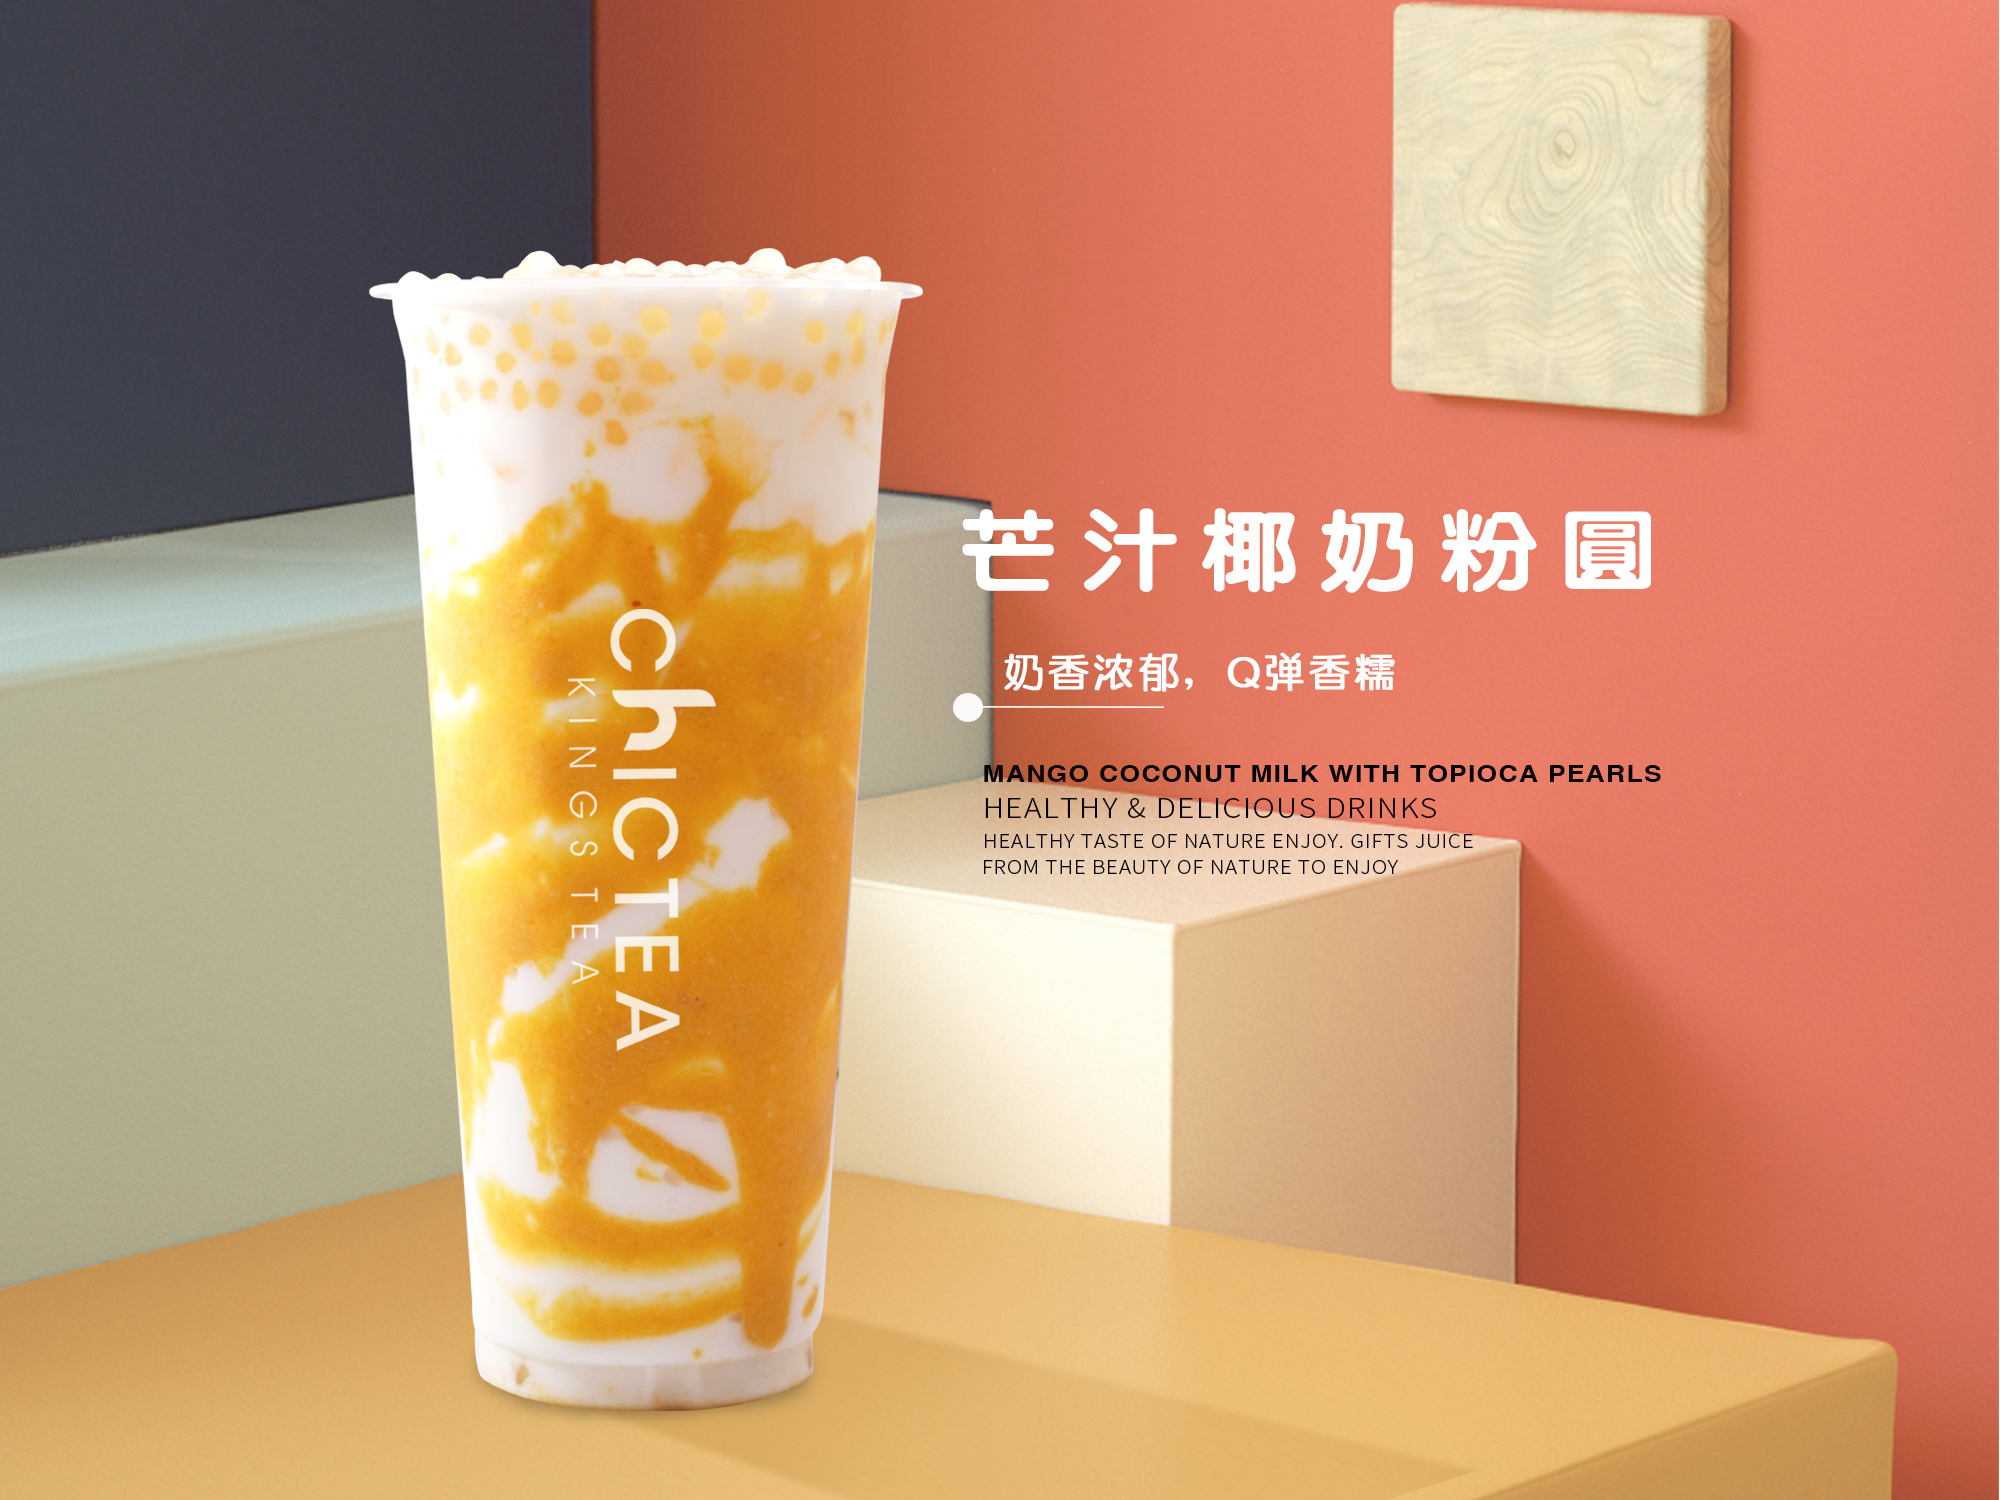 芒汁椰奶粉圓
奶香浓郁，Q弹香糯
MANGO COCONUT MILK WITH TOPIOCA PEARLS
HEALTHY & DELICIOUS DRINKS
HEALTHY TASTE OF NATURE ENJOY. GIFTS JUICE
FROM THE BEAUTY OF NATURE TO ENJOY
chICTEA
KINGSTEA